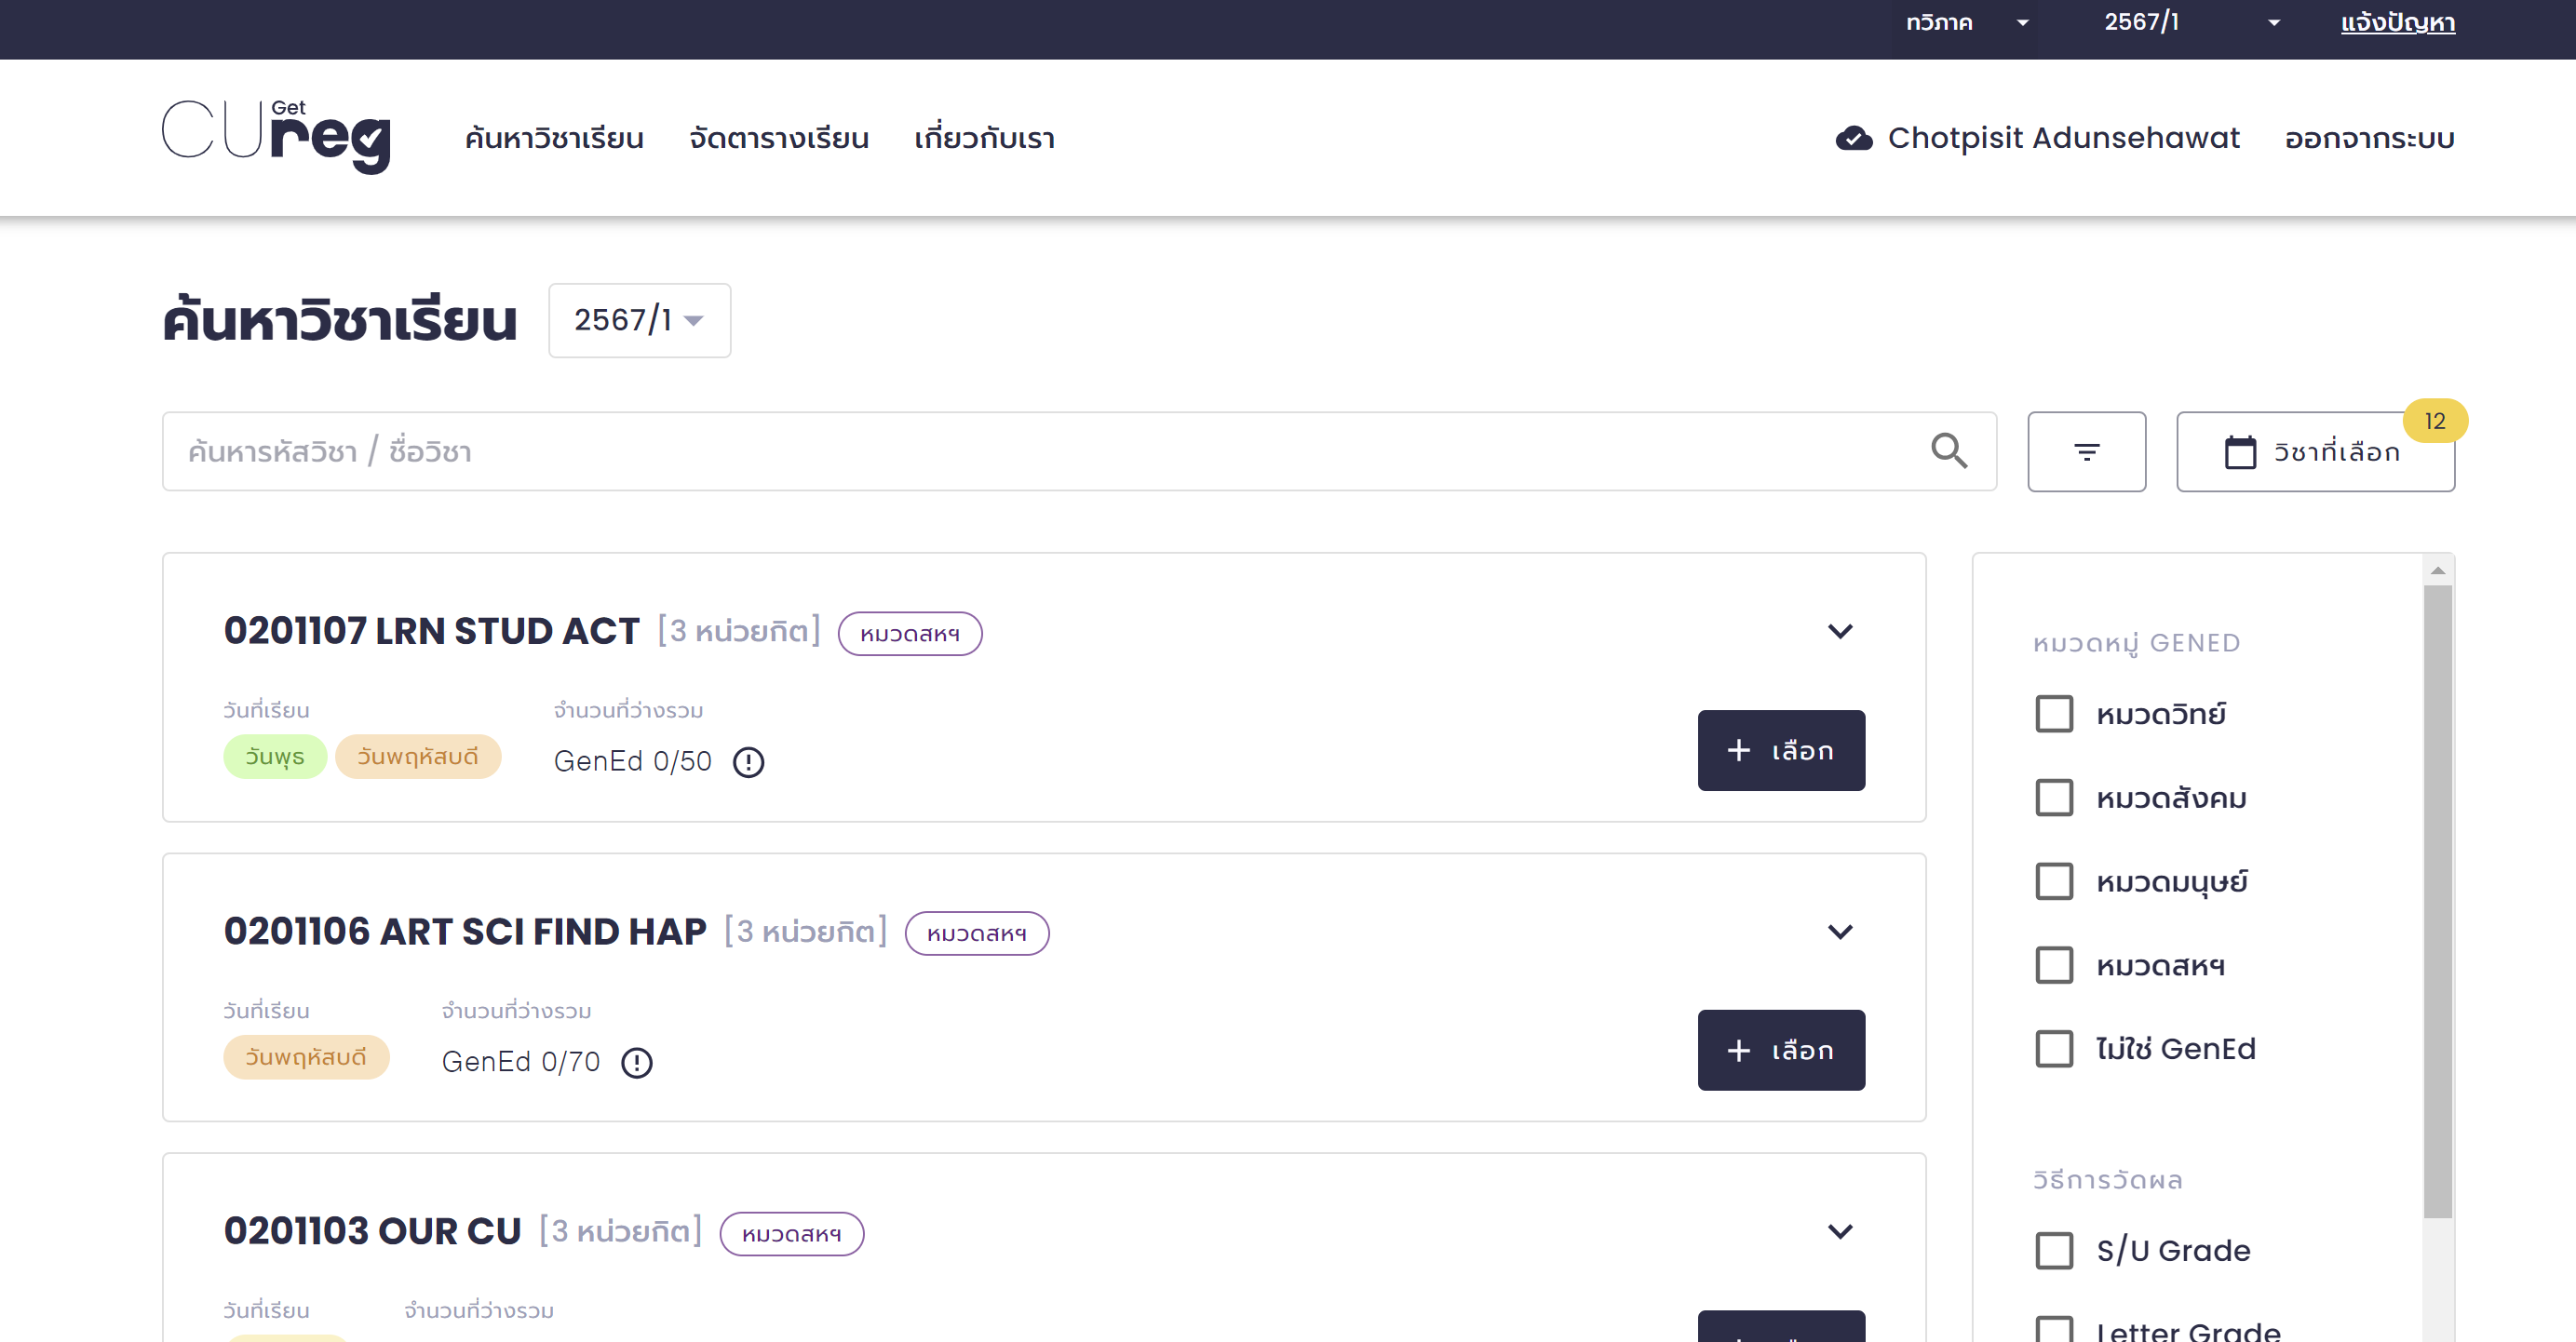 ทวิภาค 2567/1 แจ้งปัญหา
CU Get reg ค้นหาวิชาเรียน จัดตารางเรียน เกี่ยวกับเรา Chotpisit Adunsehawat ออกจากระบบ
ค้นหาวิชาเรียน 2567/1
ค้นหารหัสวิชา / ชื่อวิชา วิชาที่เลือก 12
0201107 LRN STUD ACT [3 หน่วยกิต] หมวดสหฯ
วันที่เรียน จำนวนที่ว่างรวม
วันพุธ วันพฤหัสบดี GenEd 0/50
+ เลือก
0201106 ART SCI FIND HAP [3 หน่วยกิต] หมวดสหฯ
วันที่เรียน จำนวนที่ว่างรวม
วันพฤหัสบดี GenEd 0/70
+ เลือก
0201103 OUR CU [3 หน่วยกิต] หมวดสหฯ
วันที่เรียน จำนวนที่ว่างรวม
หมวดหมู่ GENED
หมวดวิทย์
หมวดสังคม
หมวดมนุษย์
หมวดสหฯ
ไม่ใช่ GenEd
วิธีการวัดผล
S/U Grade
Letter Grade